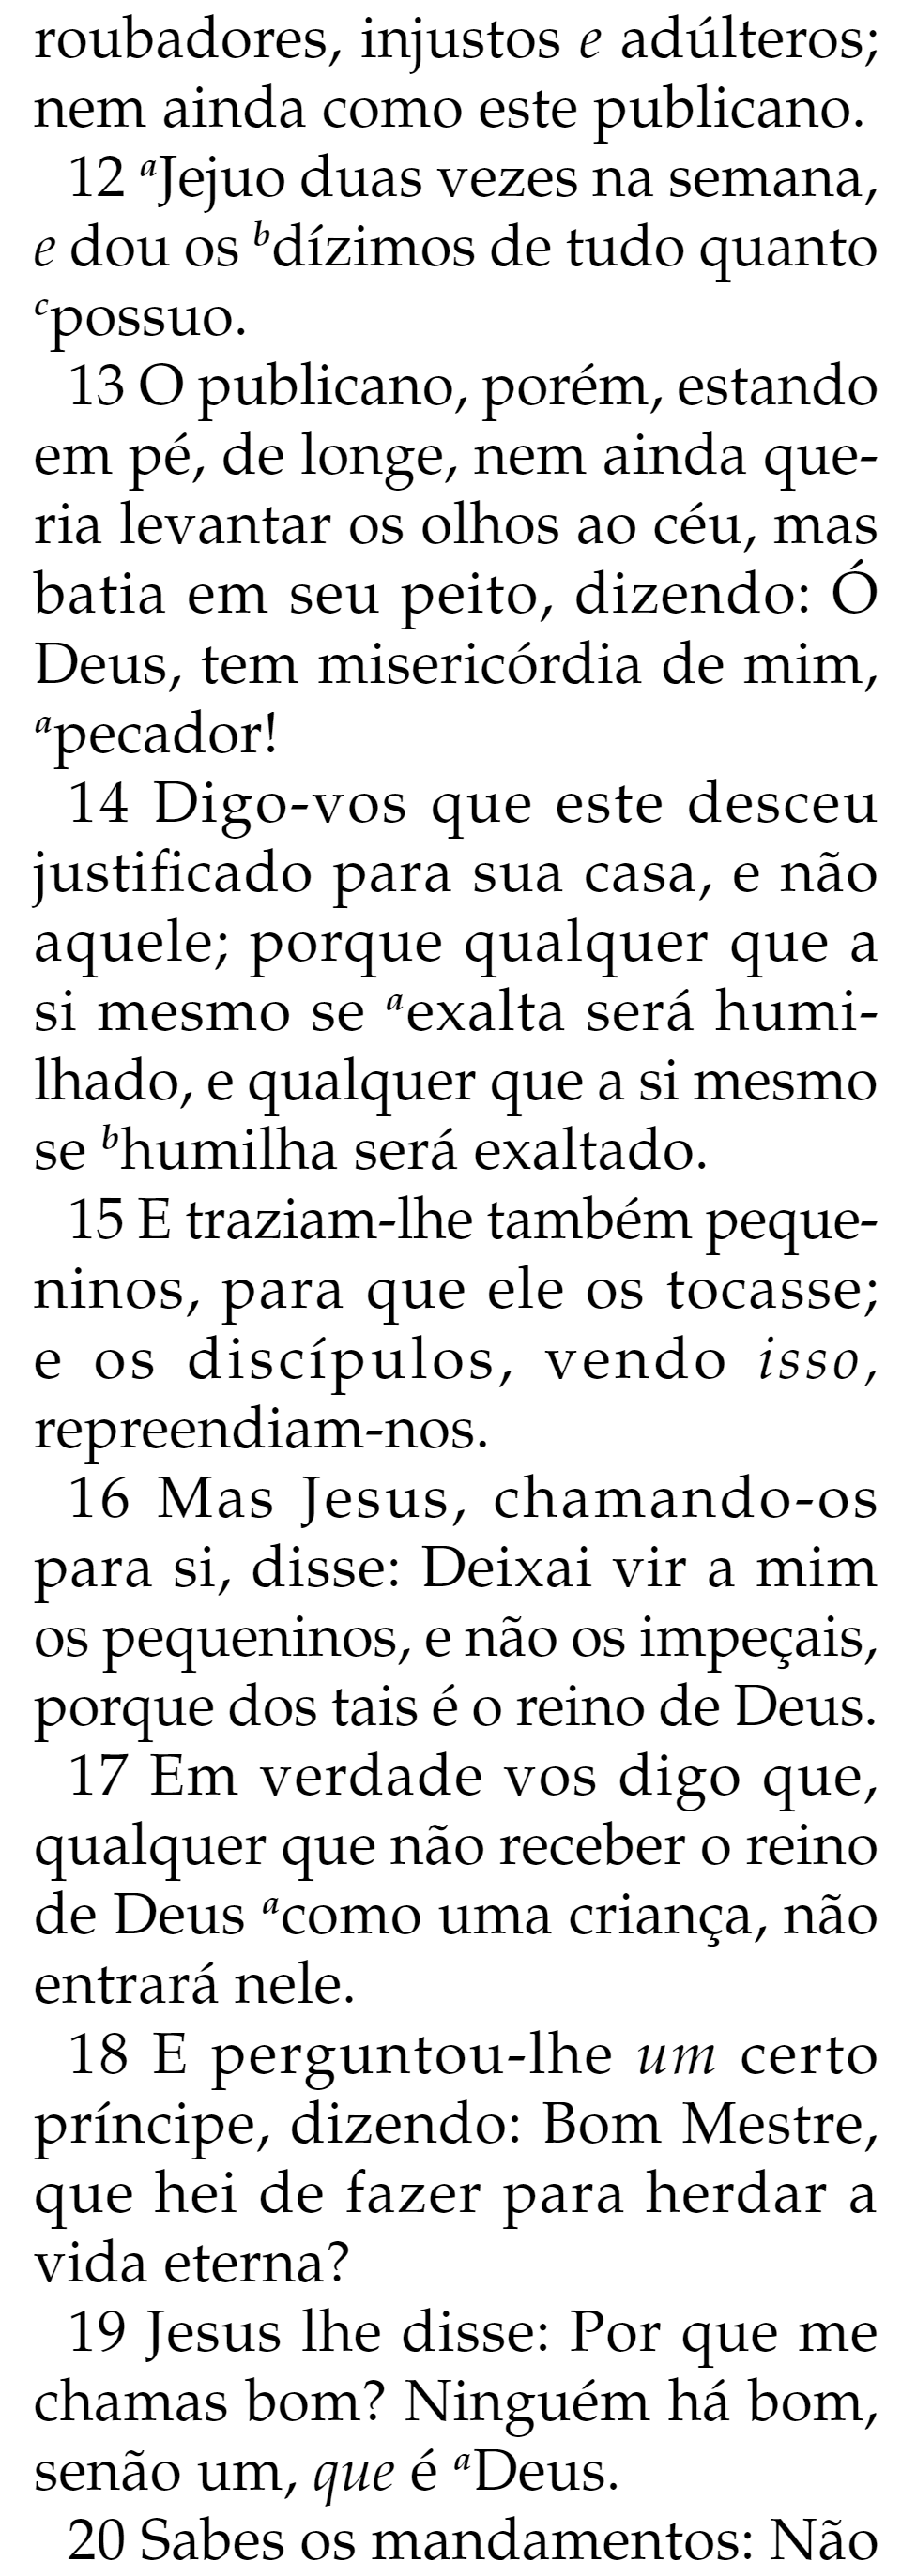 roubadores, injustos e adúlteros;
nem ainda como este publicano.
12 aJejuo duas vezes na semana,
e dou os bdízimos de tudo quanto
cpossuo.
13 O publicano, porém, estando
em pé, de longe, nem ainda que-
ria levantar os olhos ao céu, mas
batia em seu peito, dizendo: Ó
Deus, tem misericórdia de mim,
apecador!
14 Digo-vos que este desceu
justificado para sua casa, e não
aquele; porque qualquer que a
si mesmo se aexalta será humi-
lhado, e qualquer que a si mesmo
se bhumilha será exaltado.
15 E traziam-lhe também peque-
ninos, para que ele os tocasse;
e os discípulos, vendo isso,
repreendiam-nos.
16 Mas Jesus, chamando-os
para si, disse: Deixai vir a mim
os pequeninos, e não os impeçais,
porque dos tais é o reino de Deus.
17 Em verdade vos digo que,
qualquer que não receber o reino
de Deus acomo uma criança, não
entrará nele.
18 E perguntou-lhe um certo
príncipe, dizendo: Bom Mestre,
que hei de fazer para herdar a
vida eterna?
19 Jesus lhe disse: Por que me
chamas bom? Ninguém há bom,
senão um, que é aDeus.
20 Sabes os mandamentos: Não